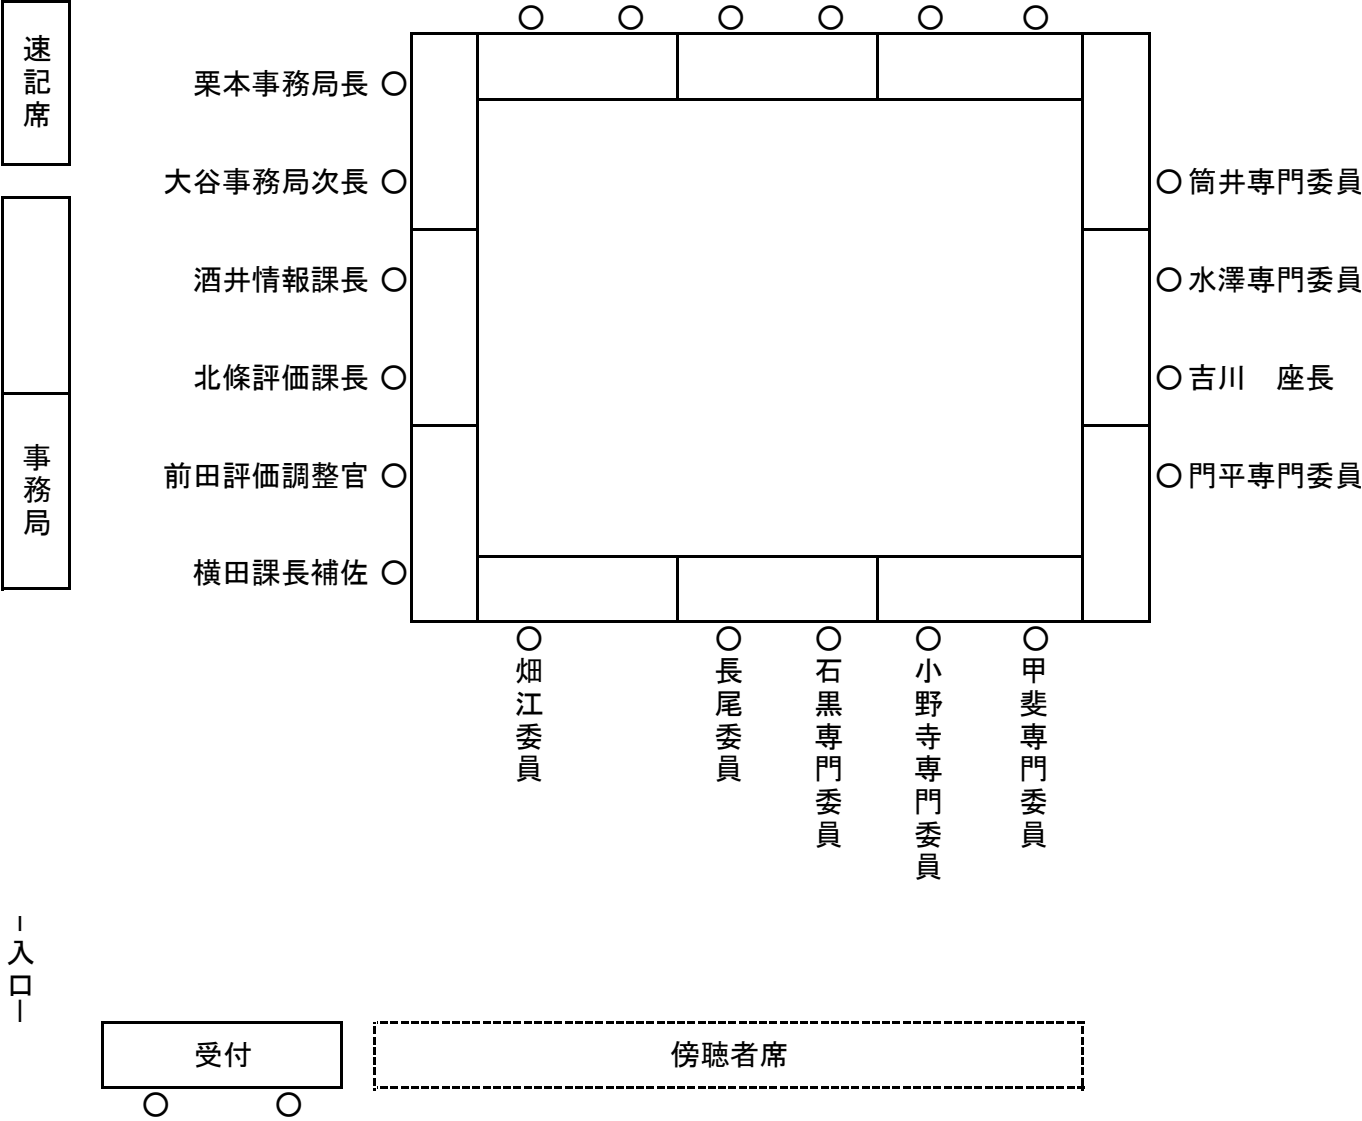 速記席
栗本事務局長 ○
大谷事務局次長 ○
○ 筒井専門委員
酒井情報課長 ○
○ 水澤専門委員
北條評価課長 ○
○ 吉川　座長
事務局
前田評価調整官 ○
○ 門平専門委員
横田課長補佐 ○
畑江委員
長尾委員
石黒専門委員
小野寺専門委員
甲斐専門委員
入口
受付
傍聴者席